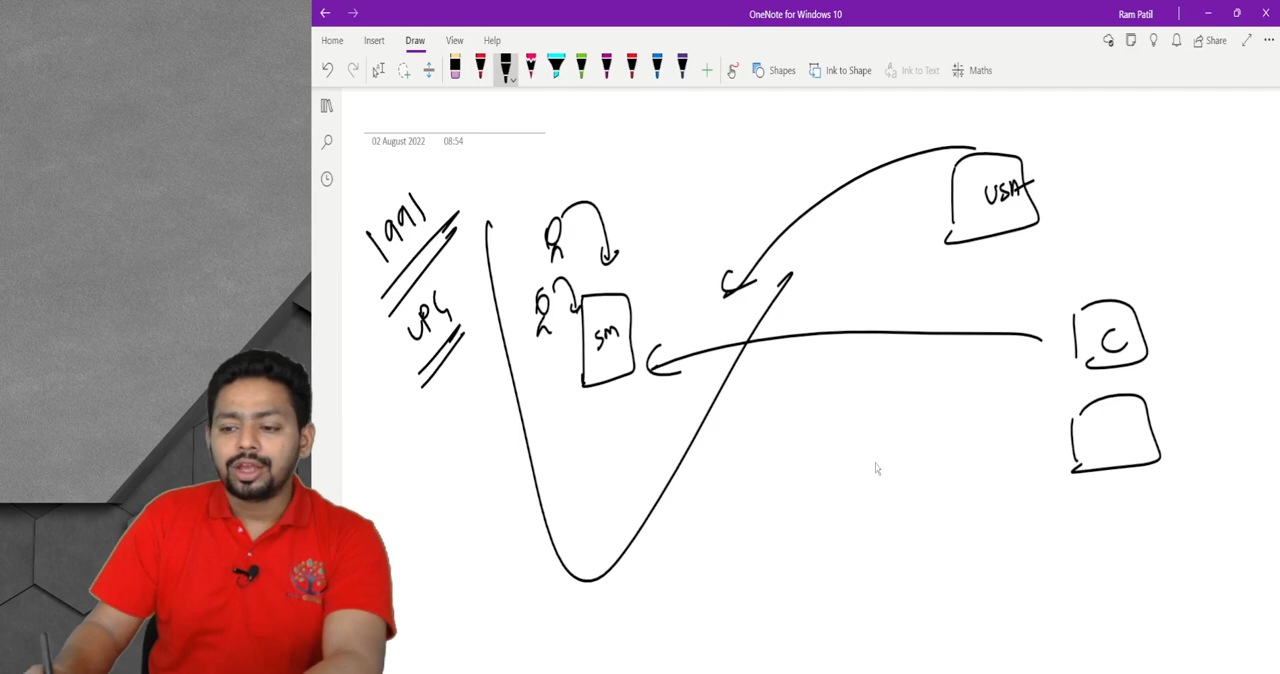 OneNote for Windows 10
Ram Patil
Home Insert Draw View Help
Share
Shapes
Ink to Shape
Ink to Text
Maths
02 August 2022 08:54
1991
USA
SM
C